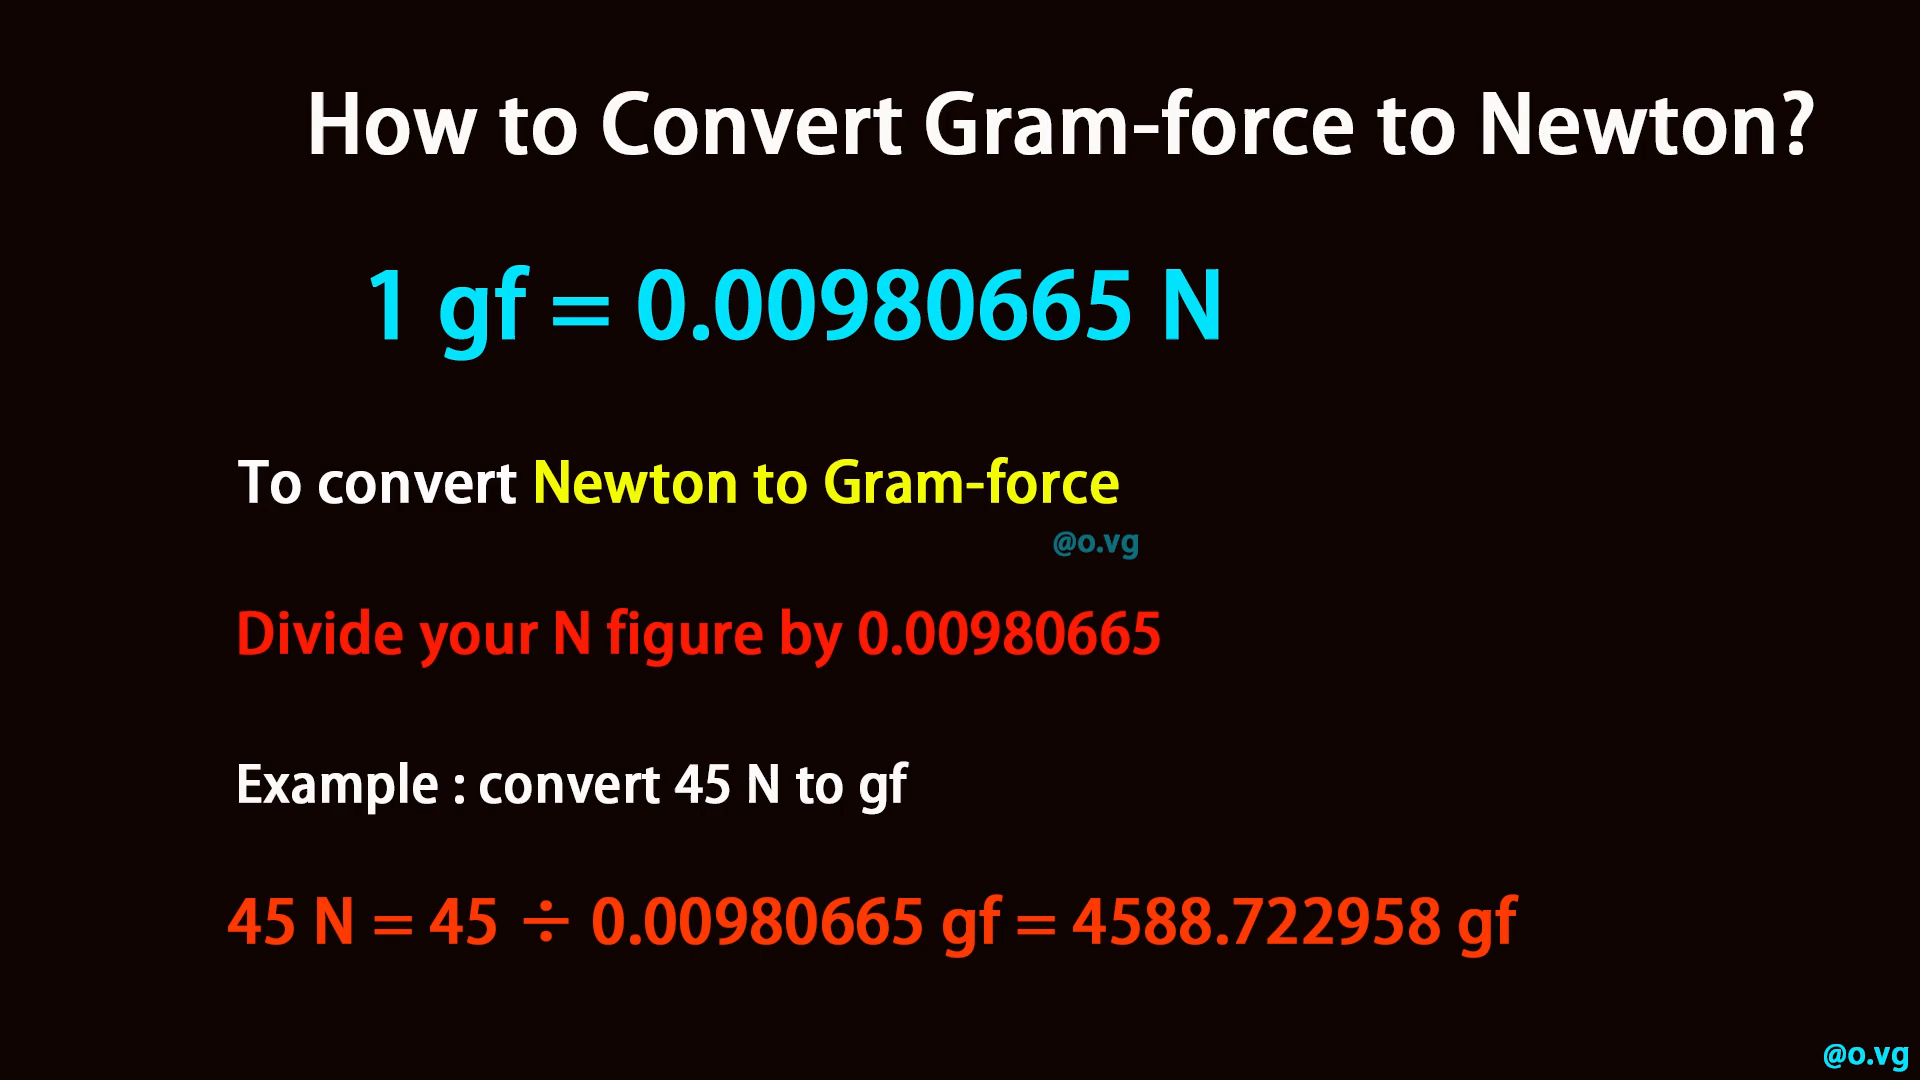 How to Convert Gram-force to Newton?
1 gf = 0.00980665 N
To convert Newton to Gram-force
@o.vg
Divide your N figure by 0.00980665
Example : convert 45 N to gf
45 N = 45 ÷ 0.00980665 gf = 4588.722958 gf
@o.vg